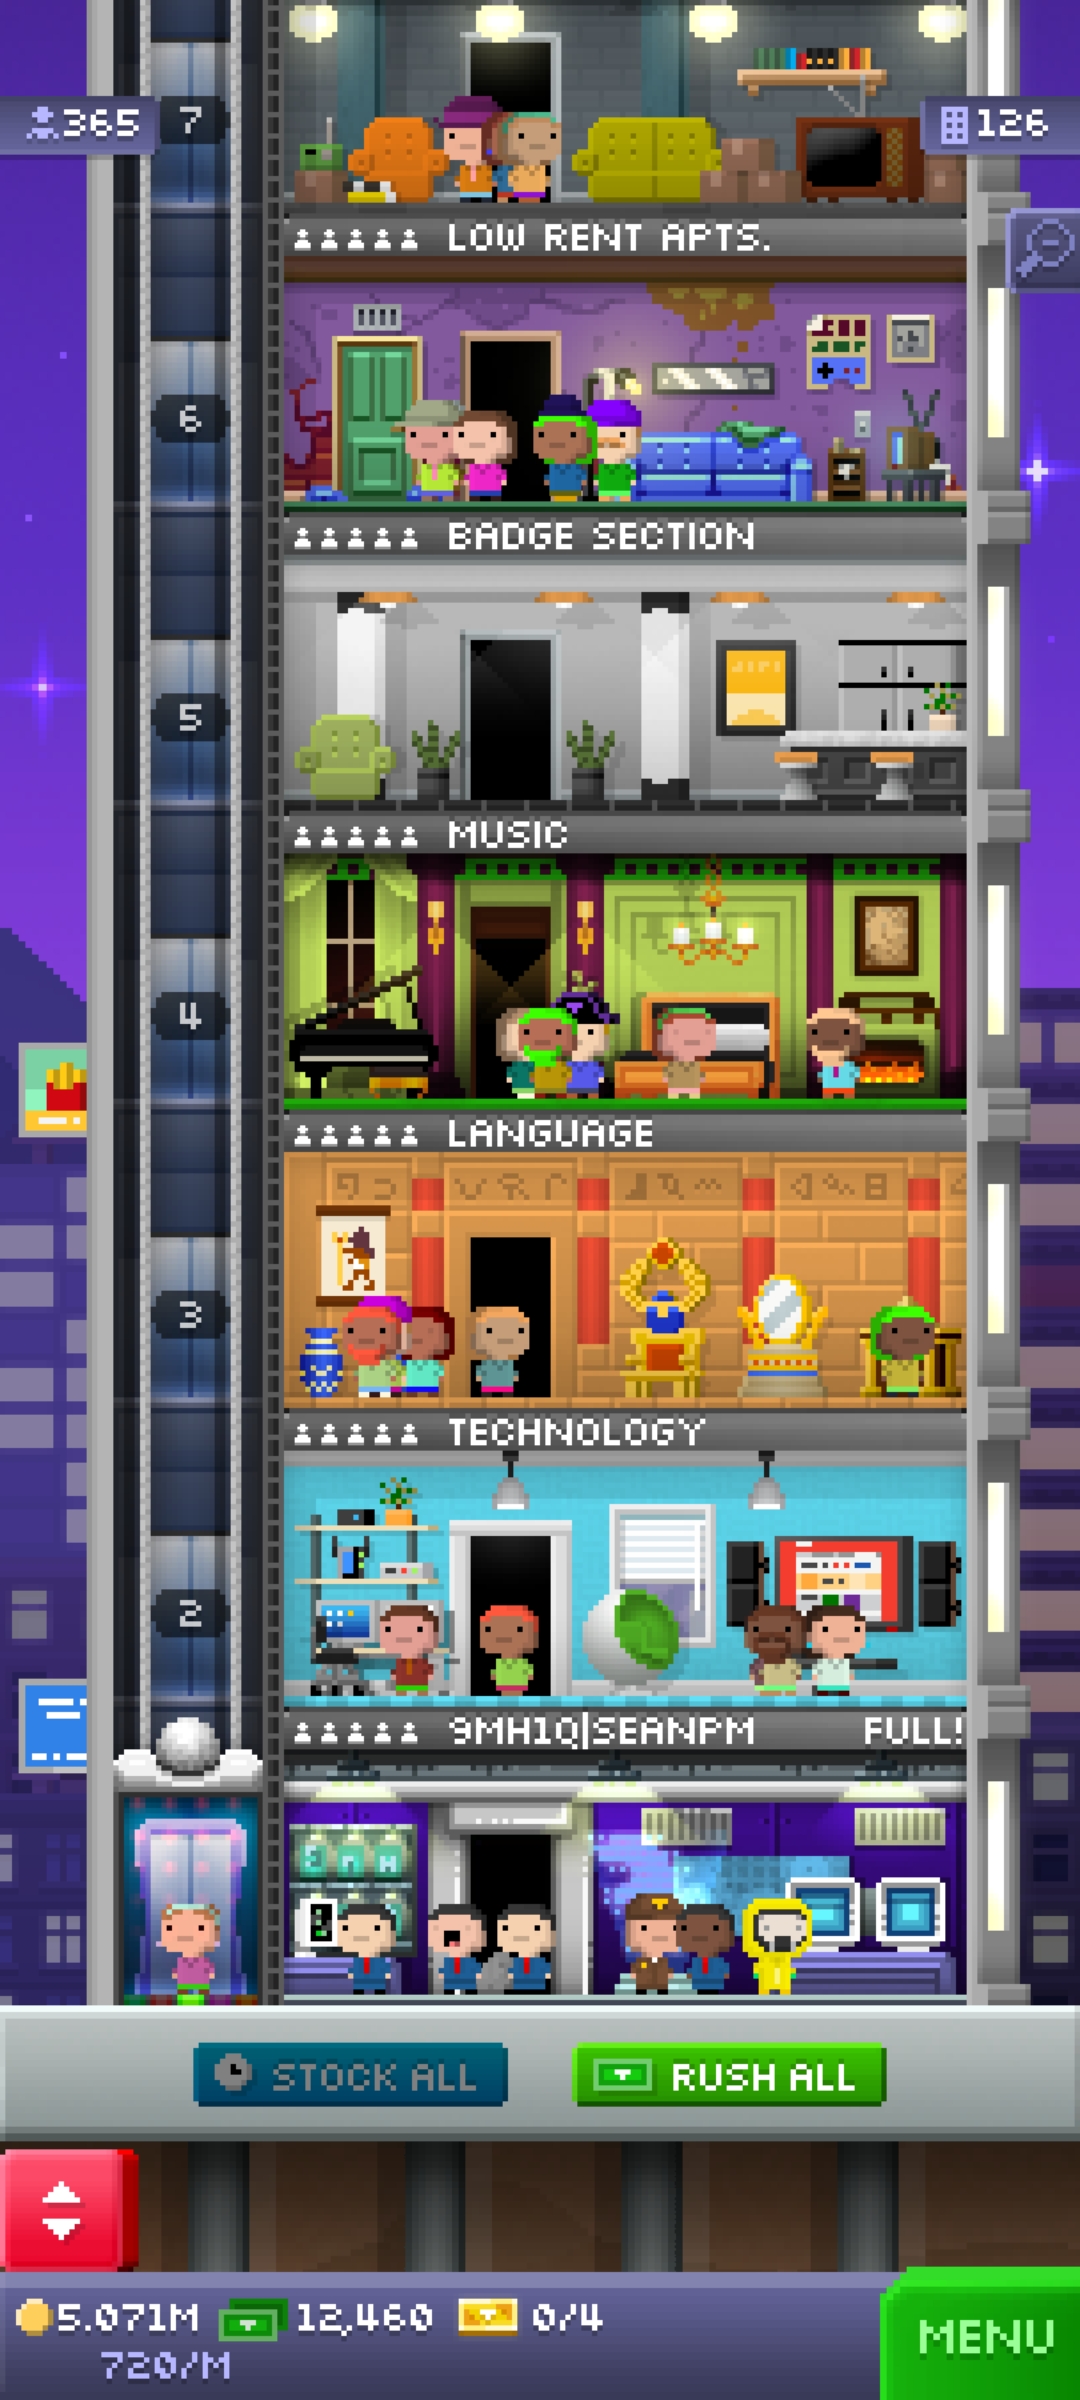 365
7
126
LOW RENT APTS.
6
BADGE SECTION
5
MUSIC
4
LANGUAGE
3
TECHNOLOGY
2
9MH1Q|SEANPM FULL!
STOCK ALL
RUSH ALL
5.071M 12,460 0/4
720/M
MENU